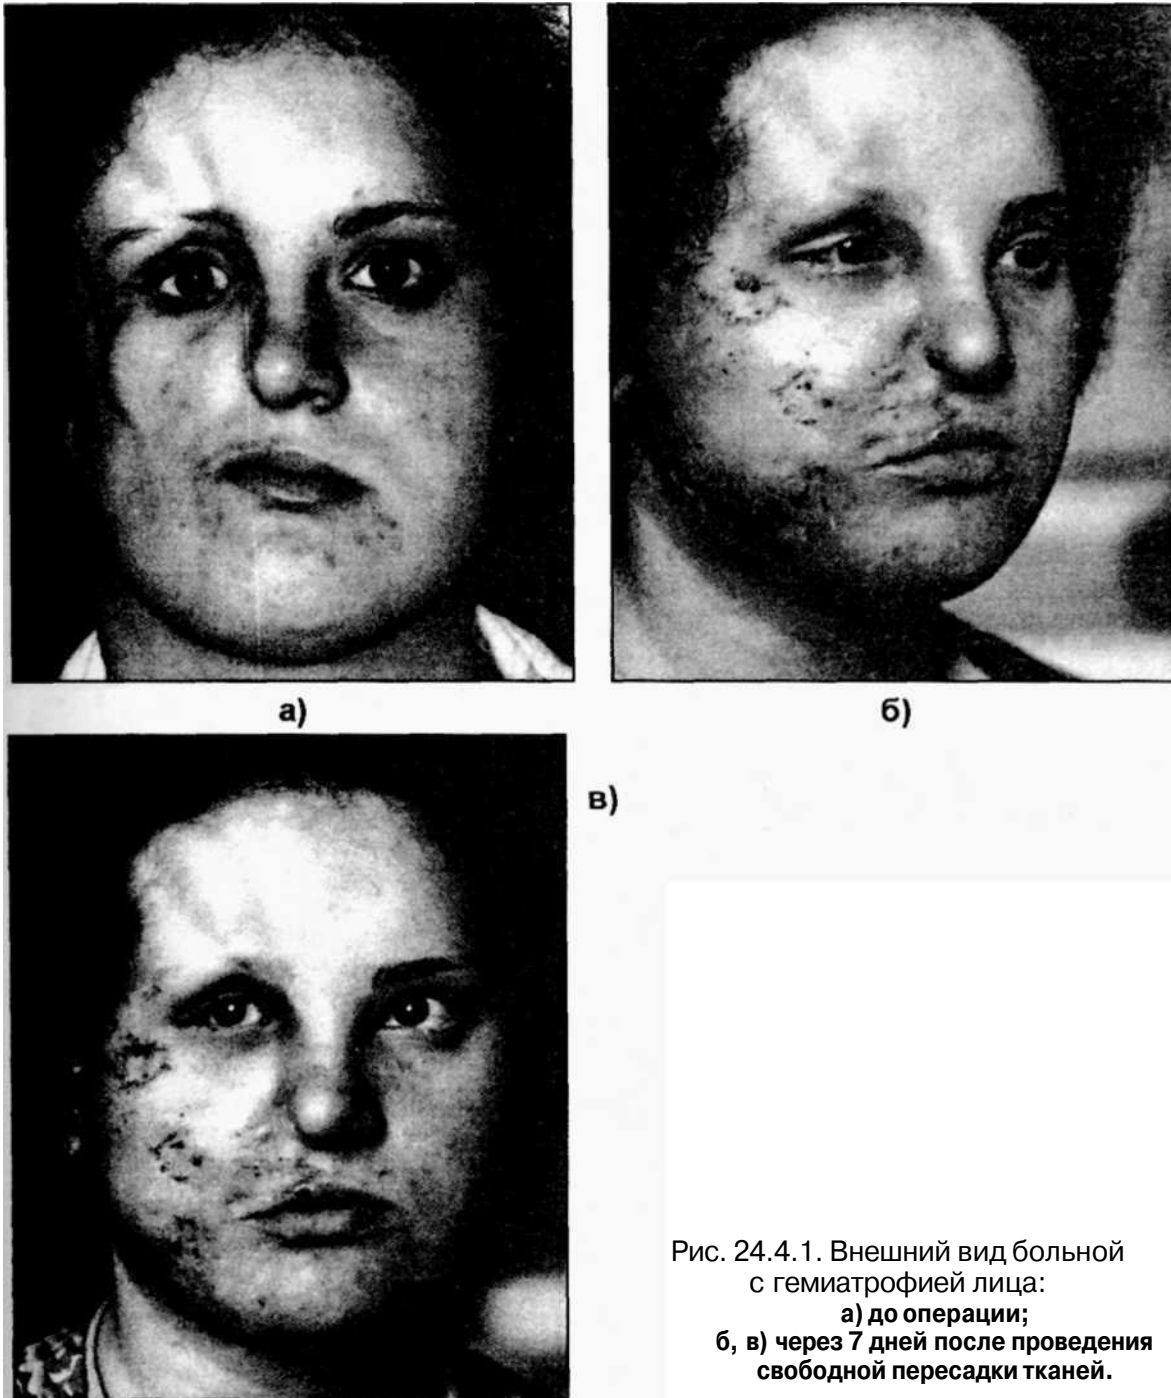 а)
б)
в)
Рис. 24.4.1. Внешний вид больной
с гемиатрофией лица:
а) до операции;
б, в) через 7 дней после проведения
свободной пересадки тканей.